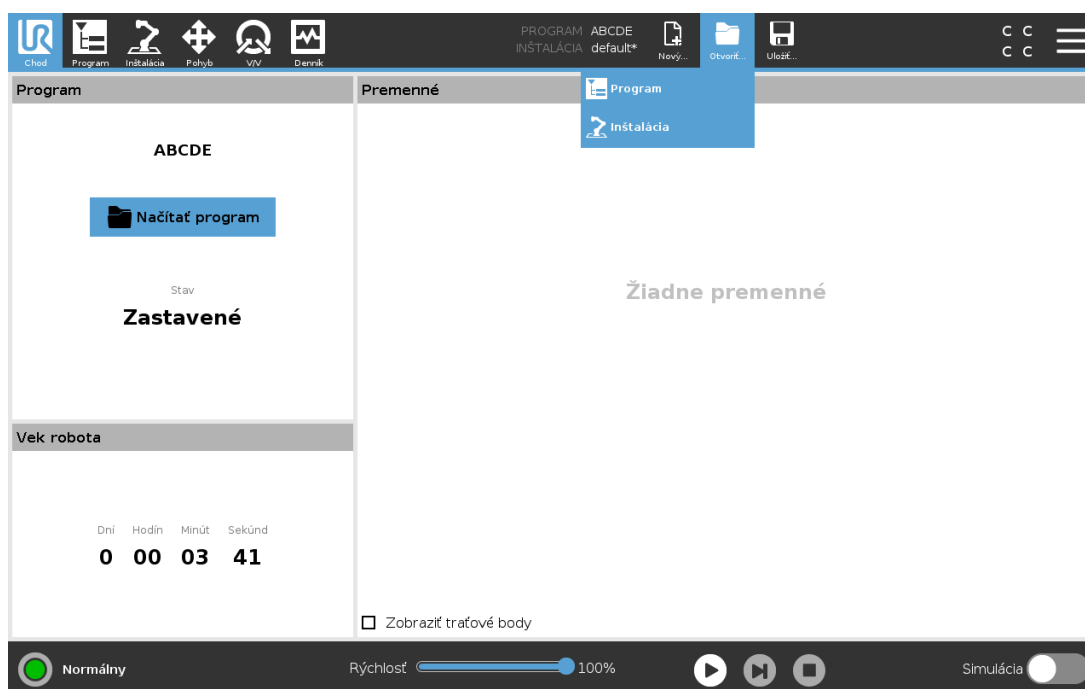 UR
Chod
Program
Inštalácia
Pohyb
V/V
Denník
PROGRAM ABCDE
INŠTALÁCIA default*
Nový...
Otvoriť...
Uložiť...
C C
C C
Program
Inštalácia
Program
ABCDE
Načítať program
Stav
Zastavené
Vek robota
Dní Hodín Minút Sekúnd
0 00 03 41
Premenné
Žiadne premenné
Zobraziť traťové body
Normálny
Rýchlosť 100%
Simulácia